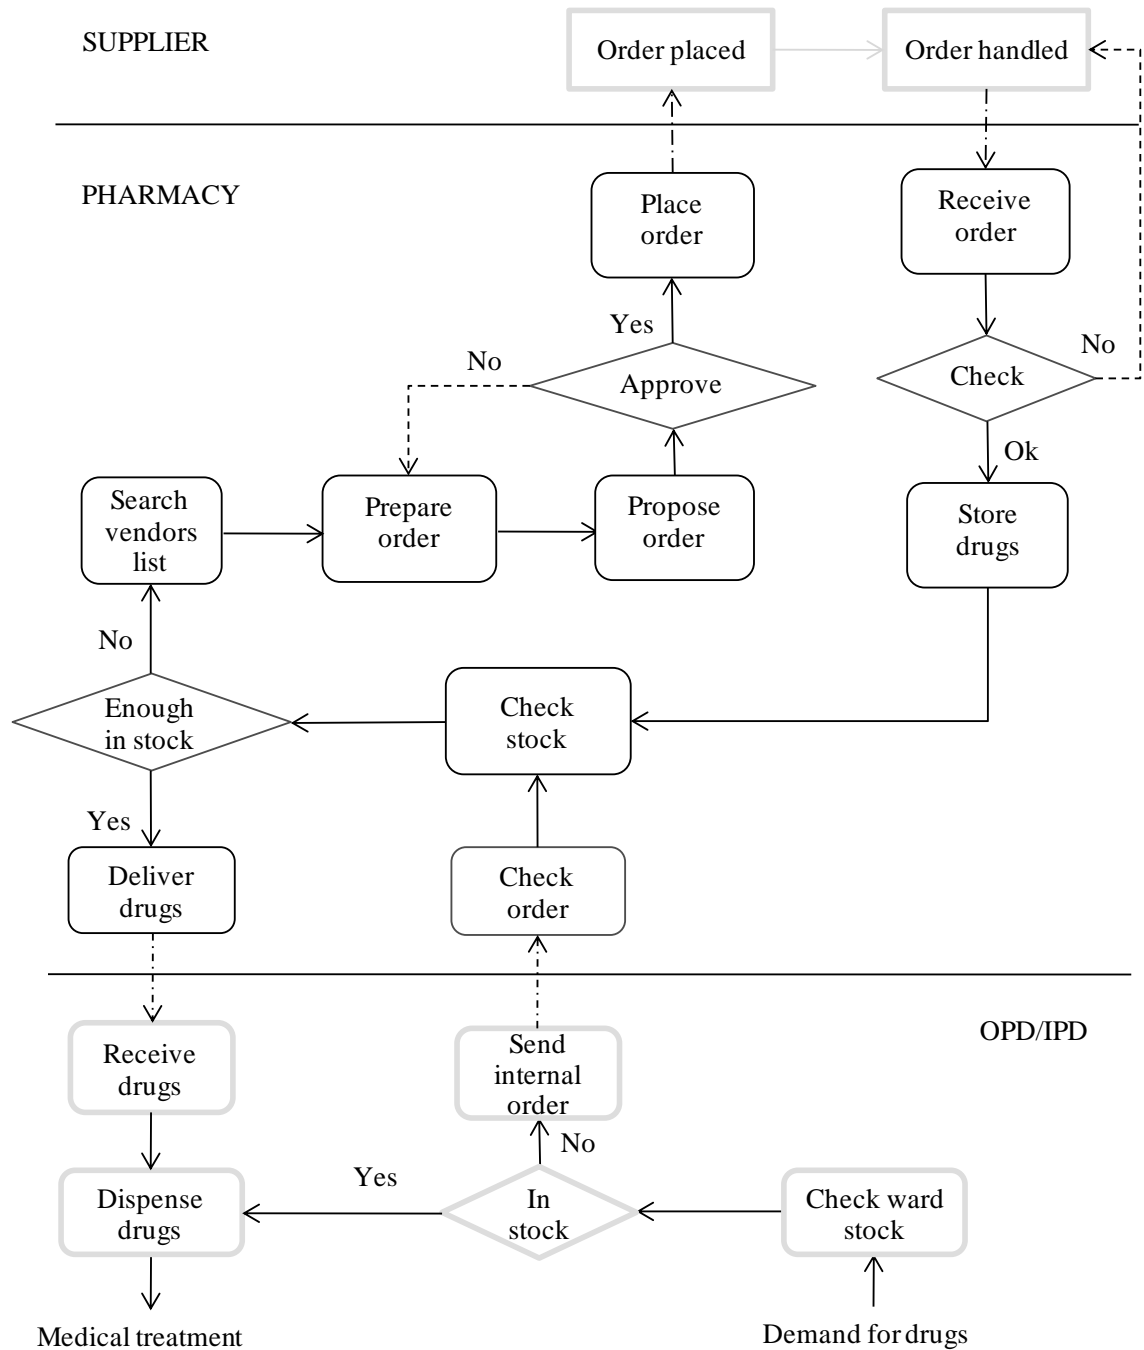 SUPPLIER
Order placed
Order handled
PHARMACY
Place
order
Receive
order
Yes
No
Approve
No
Check
Ok
Search
vendors
list
Prepare
order
Propose
order
Store
drugs
No
Enough
in stock
Check
stock
Yes
Deliver
drugs
Check
order
OPD/IPD
Receive
drugs
Send
internal
order
No
Yes
Dispense
drugs
In
stock
Check ward
stock
Medical treatment
Demand for drugs